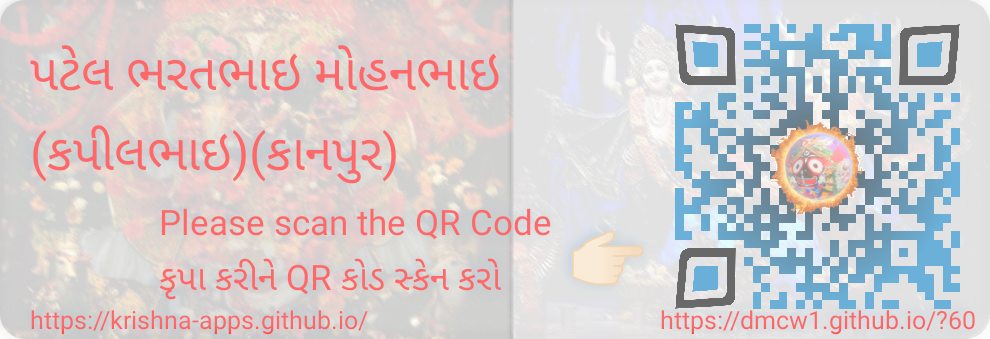 પટેલ ભરતભાઇ મોહનભાઇ
(કપીલભાઇ)(કાનપુર)
Please scan the QR Code
કૃપા કરીને QR કોડ સ્કેન કરો
https://krishna-apps.github.io/
https://dmcw1.github.io/?60